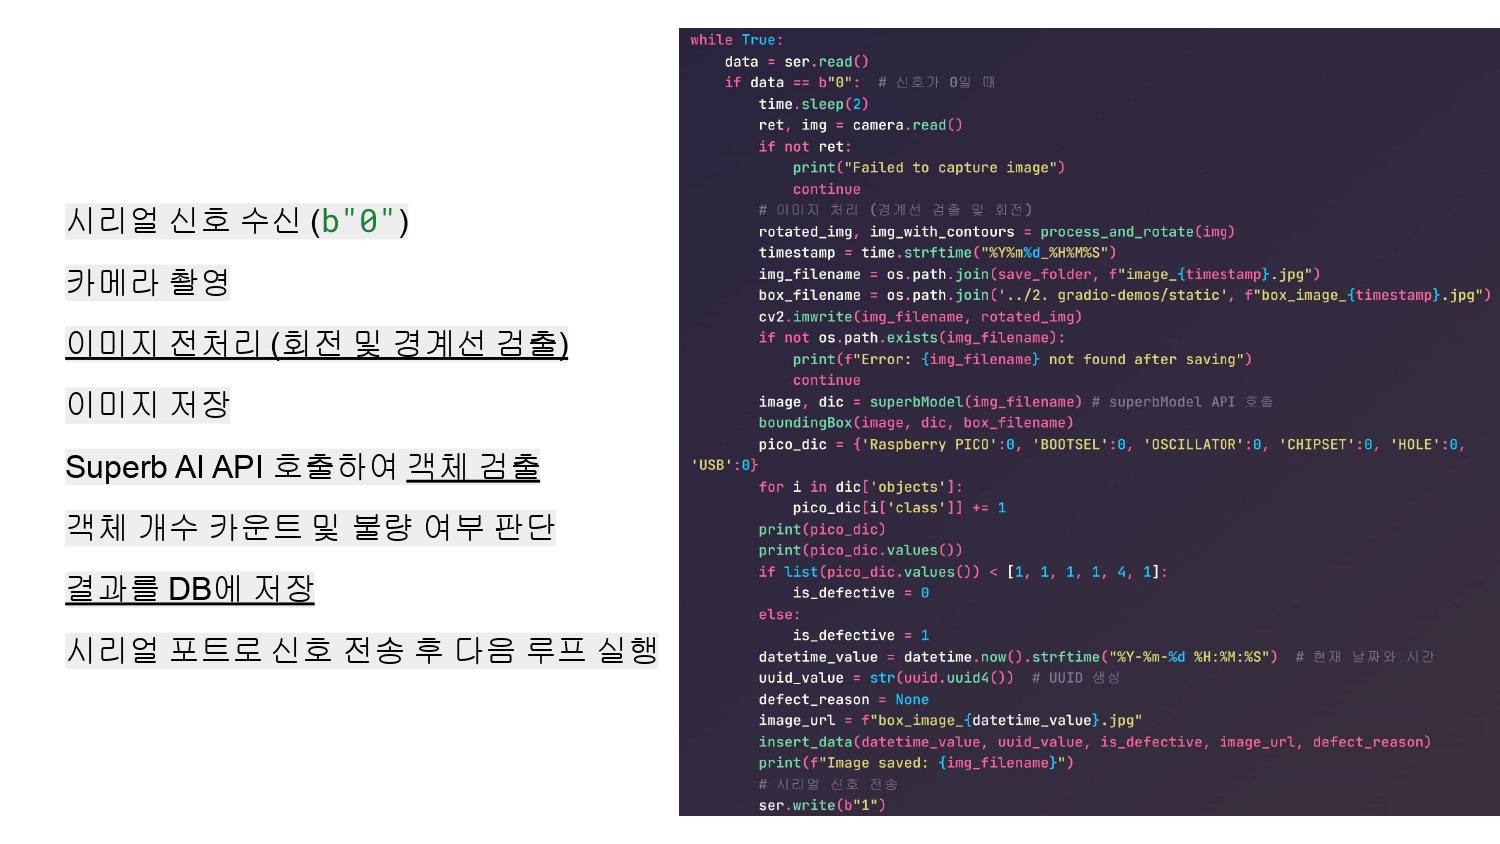 시리얼 신호 수신 (b"0")
카메라 촬영
이미지 전처리 (회전 및 경계선 검출)
이미지 저장
Superb AI API 호출하여 객체 검출
객체 개수 카운트 및 불량 여부 판단
결과를 DB에 저장
시리얼 포트로 신호 전송 후 다음 루프 실행
while True:
    data = ser.read()
    if data == b"0":  # 신호가 0일 때
        time.sleep(2)
        ret, img = camera.read()
        if not ret:
            print("Failed to capture image")
            continue
        # 이미지 처리 (경계선 검출 및 회전)
        rotated_img, img_with_contours = process_and_rotate(img)
        timestamp = time.strftime("%Y%m%d_%H%M%S")
        img_filename = os.path.join(save_folder, f"image_{timestamp}.jpg")
        box_filename = os.path.join('../2. gradio-demos/static', f"box_image_{timestamp}.jpg")
        cv2.imwrite(img_filename, rotated_img)
        if not os.path.exists(img_filename):
            print(f"Error: {img_filename} not found after saving")
            continue
        image, dic = superbModel(img_filename) # superbModel API 호출
        boundingBox(image, dic, box_filename)
        pico_dic = {'Raspberry PICO':0, 'BOOTSEL':0, 'OSCILLATOR':0, 'CHIPSET':0, 'HOLE':0,
'USB':0}
        for i in dic['objects']:
            pico_dic[i['class']] += 1
        print(pico_dic)
        print(pico_dic.values())
        if list(pico_dic.values()) < [1, 1, 1, 1, 4, 1]:
            is_defective = 0
        else:
            is_defective = 1
        datetime_value = datetime.now().strftime("%Y-%m-%d %H:%M:%S")  # 현재 날짜와 시간
        uuid_value = str(uuid.uuid4())  # UUID 생성
        defect_reason = None
        image_url = f"box_image_{datetime_value}.jpg"
        insert_data(datetime_value, uuid_value, is_defective, image_url, defect_reason)
        print(f"Image saved: {img_filename}")
        # 시리얼 신호 전송
        ser.write(b"1")